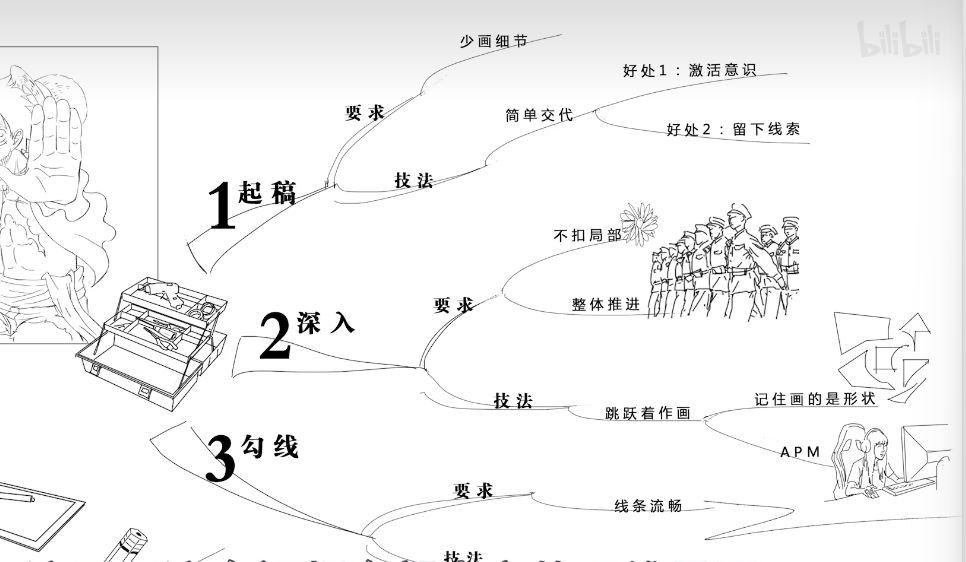 bilibili
少画细节
好处1：激活意识
要求
简单交代
好处2：留下线索
技法
1起稿
不扣局部
要求
整体推进
2深入
技法
跳跃着作画
记住画的是形状
APM
3勾线
要求
线条流畅
技法